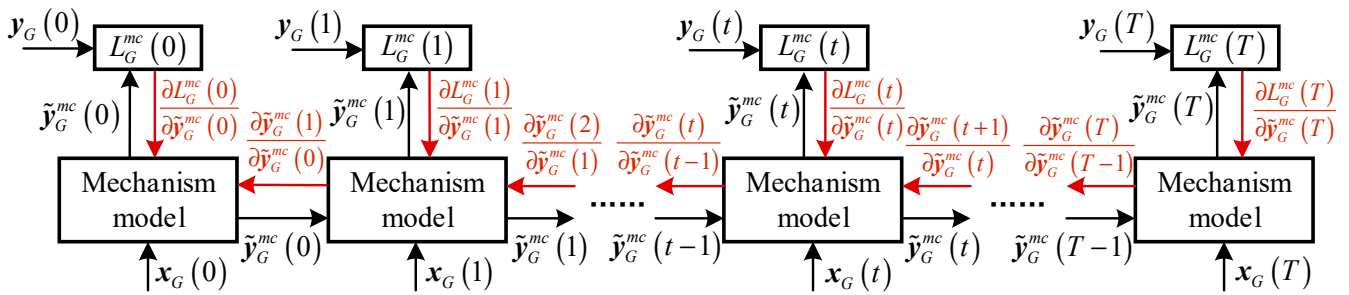 𝒚_G(0) L_G^{mc}(0) 𝒚_G(1) L_G^{mc}(1) 𝒚_G(t) L_G^{mc}(t) 𝒚_G(T) L_G^{mc}(T)
ỹ_G^{mc}(0) ∂L_G^{mc}(0)/∂ỹ_G^{mc}(0) ∂ỹ_G^{mc}(1)/∂ỹ_G^{mc}(0) ỹ_G^{mc}(1) ∂L_G^{mc}(1)/∂ỹ_G^{mc}(1) ∂ỹ_G^{mc}(2)/∂ỹ_G^{mc}(1) ∂ỹ_G^{mc}(t)/∂ỹ_G^{mc}(t−1) ỹ_G^{mc}(t) ∂L_G^{mc}(t)/∂ỹ_G^{mc}(t) ∂ỹ_G^{mc}(t+1)/∂ỹ_G^{mc}(t) ∂ỹ_G^{mc}(T)/∂ỹ_G^{mc}(T−1) ỹ_G^{mc}(T) ∂L_G^{mc}(T)/∂ỹ_G^{mc}(T)
Mechanism
model
Mechanism
model
......
Mechanism
model
......
Mechanism
model
ỹ_G^{mc}(0) ỹ_G^{mc}(1) ỹ_G^{mc}(t−1) ỹ_G^{mc}(t) ỹ_G^{mc}(T−1)
𝒙_G(0) 𝒙_G(1) 𝒙_G(t) 𝒙_G(T)